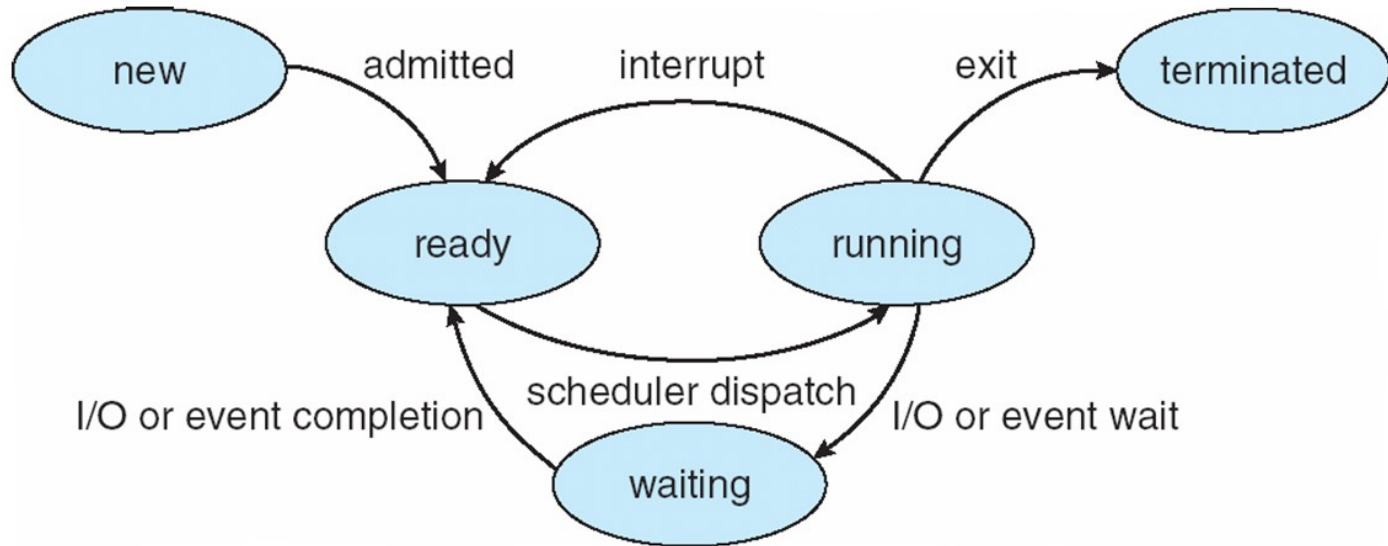 new
admitted
interrupt
exit
terminated
ready
running
scheduler dispatch
I/O or event completion
I/O or event wait
waiting